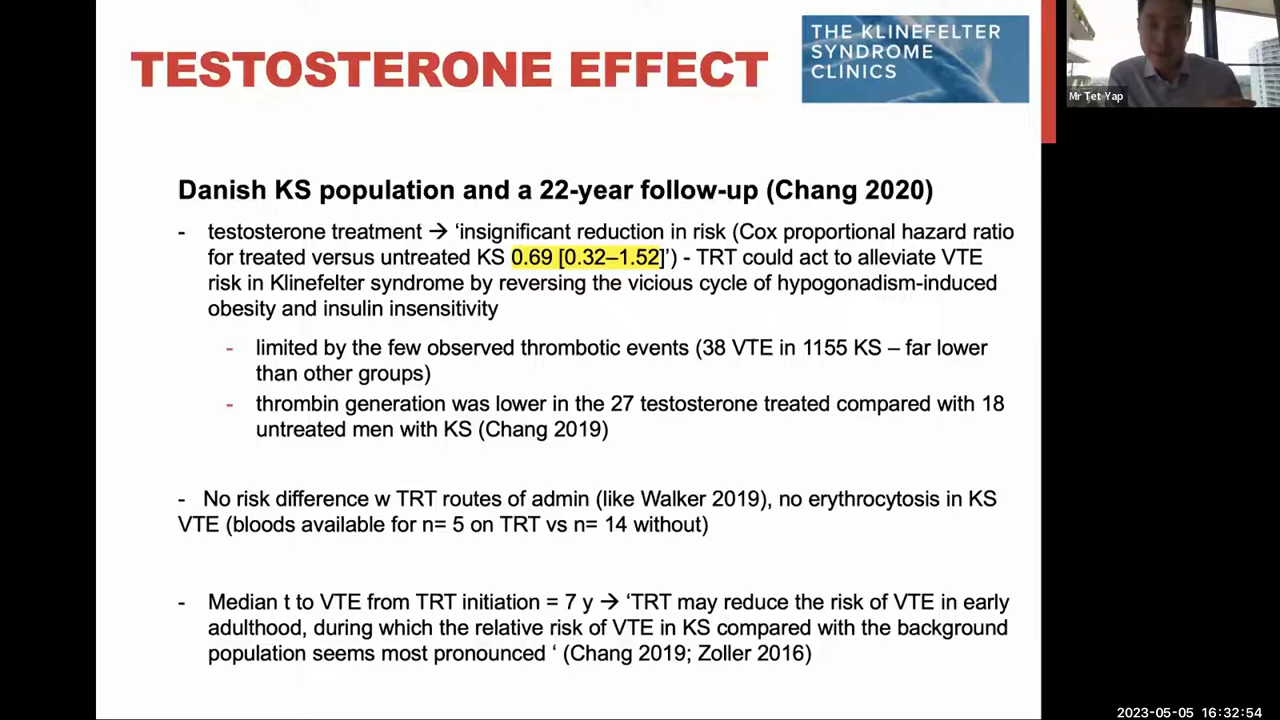 TESTOSTERONE EFFECT
THE KLINEFELTER
SYNDROME
CLINICS
Mr Tet Yap
Danish KS population and a 22-year follow-up (Chang 2020)
- testosterone treatment → ‘insignificant reduction in risk (Cox proportional hazard ratio
for treated versus untreated KS 0.69 [0.32–1.52]’) - TRT could act to alleviate VTE
risk in Klinefelter syndrome by reversing the vicious cycle of hypogonadism-induced
obesity and insulin insensitivity
- limited by the few observed thrombotic events (38 VTE in 1155 KS – far lower
than other groups)
- thrombin generation was lower in the 27 testosterone treated compared with 18
untreated men with KS (Chang 2019)
- No risk difference w TRT routes of admin (like Walker 2019), no erythrocytosis in KS
VTE (bloods available for n= 5 on TRT vs n= 14 without)
- Median t to VTE from TRT initiation = 7 y → ‘TRT may reduce the risk of VTE in early
adulthood, during which the relative risk of VTE in KS compared with the background
population seems most pronounced ‘ (Chang 2019; Zoller 2016)
2023-05-05 16:32:54